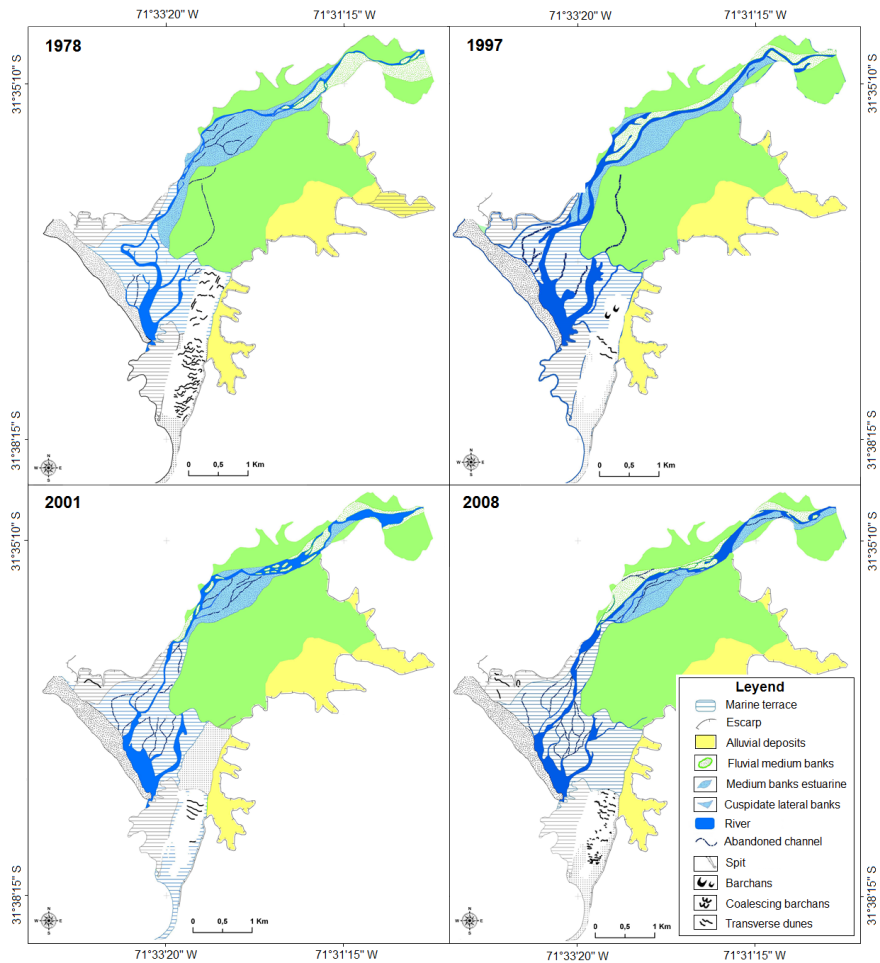 71°33'20'' W
71°31'15'' W
71°33'20'' W
71°31'15'' W
1978
1997
31°35'10'' S
31°35'10'' S
31°38'15'' S
31°38'15'' S
N
W
E
S
0
0,5
1 Km
N
W
E
S
0
0,5
1 Km
2001
2008
31°35'10'' S
31°35'10'' S
Leyend
Marine terrace
Escarp
Alluvial deposits
Fluvial medium banks
Medium banks estuarine
Cuspidate lateral banks
River
Abandoned channel
Spit
Barchans
Coalescing barchans
Transverse dunes
31°38'15'' S
31°38'15'' S
N
W
E
S
0
0,5
1 Km
N
W
E
S
0
0,5
1 Km
71°33'20'' W
71°31'15'' W
71°33'20'' W
71°31'15'' W